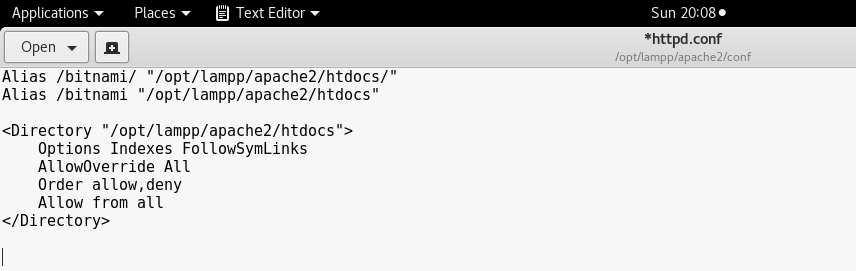 Applications Places Text Editor Sun 20:08
Open *httpd.conf
/opt/lampp/apache2/conf
Alias /bitnami/ "/opt/lampp/apache2/htdocs/"
Alias /bitnami "/opt/lampp/apache2/htdocs"
<Directory "/opt/lampp/apache2/htdocs">
    Options Indexes FollowSymLinks
    AllowOverride All
    Order allow,deny
    Allow from all
</Directory>